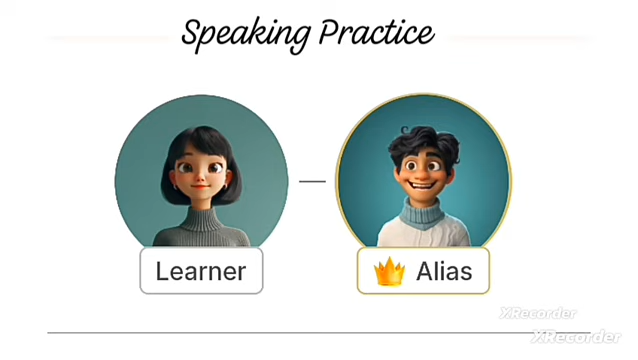 Speaking Practice
Learner
Alias
XRecorder
XRecorder